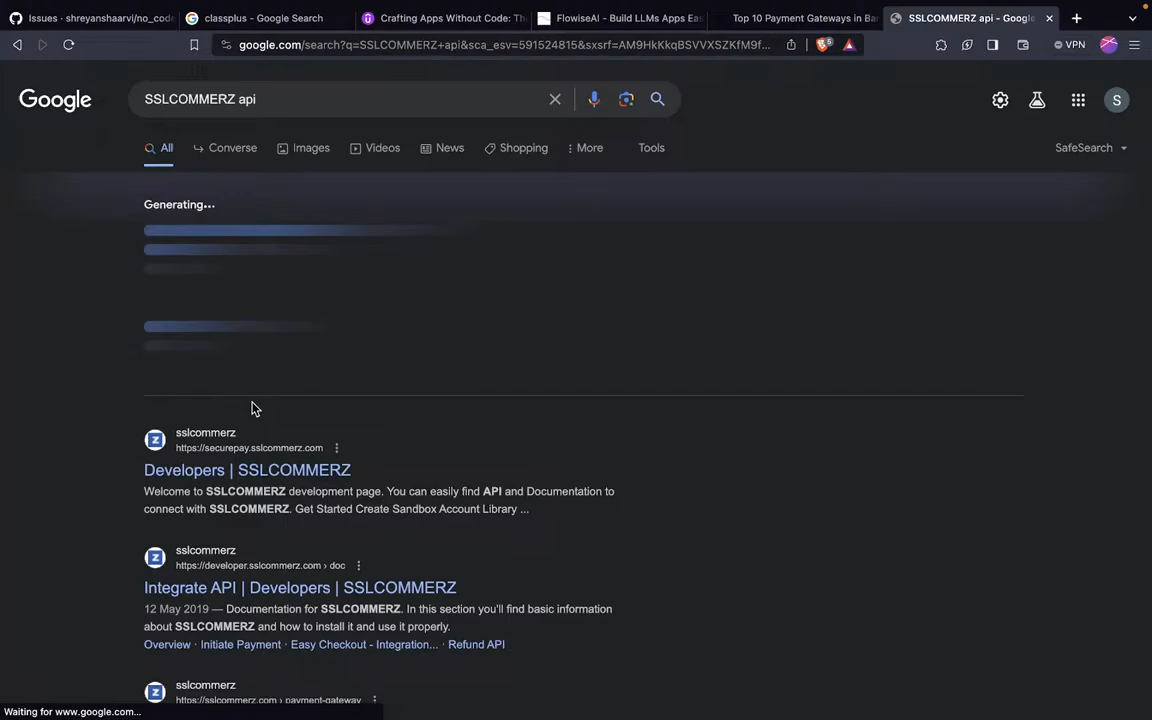 Issues · shreyanshaarvi/no_code
classplus - Google Search
Crafting Apps Without Code: Th
FlowiseAI - Build LLMs Apps Eas
Top 10 Payment Gateways in Ban
SSLCOMMERZ api - Google
google.com/search?q=SSLCOMMERZ+api&sca_esv=591524815&sxsrf=AM9HkKkqBSVVXSZKfM9f...
5
VPN
Google
SSLCOMMERZ api
S
All
Converse
Images
Videos
News
Shopping
More
Tools
SafeSearch
Generating...
sslcommerz
https://securepay.sslcommerz.com
Developers | SSLCOMMERZ
Welcome to SSLCOMMERZ development page. You can easily find API and Documentation to
connect with SSLCOMMERZ. Get Started Create Sandbox Account Library ...
sslcommerz
https://developer.sslcommerz.com › doc
Integrate API | Developers | SSLCOMMERZ
12 May 2019 — Documentation for SSLCOMMERZ. In this section you'll find basic information
about SSLCOMMERZ and how to install it and use it properly.
Overview · Initiate Payment · Easy Checkout - Integration... · Refund API
sslcommerz
https://sslcommerz.com › payment-gateway
Waiting for www.google.com...